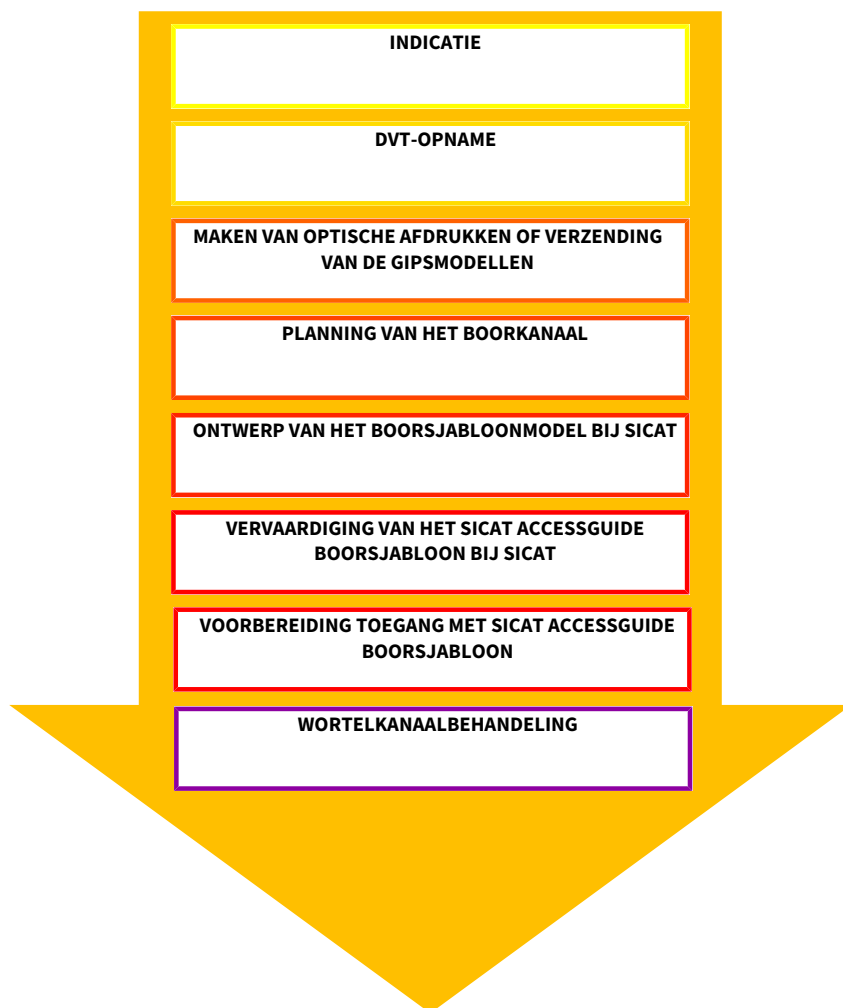 INDICATIE
DVT-OPNAME
MAKEN VAN OPTISCHE AFDRUKKEN OF VERZENDING
VAN DE GIPSMODELLEN
PLANNING VAN HET BOORKANAAL
ONTWERP VAN HET BOORSJABLOONMODEL BIJ SICAT
VERVAARDIGING VAN HET SICAT ACCESSGUIDE
BOORSJABLOON BIJ SICAT
VOORBEREIDING TOEGANG MET SICAT ACCESSGUIDE
BOORSJABLOON
WORTELKANAALBEHANDELING